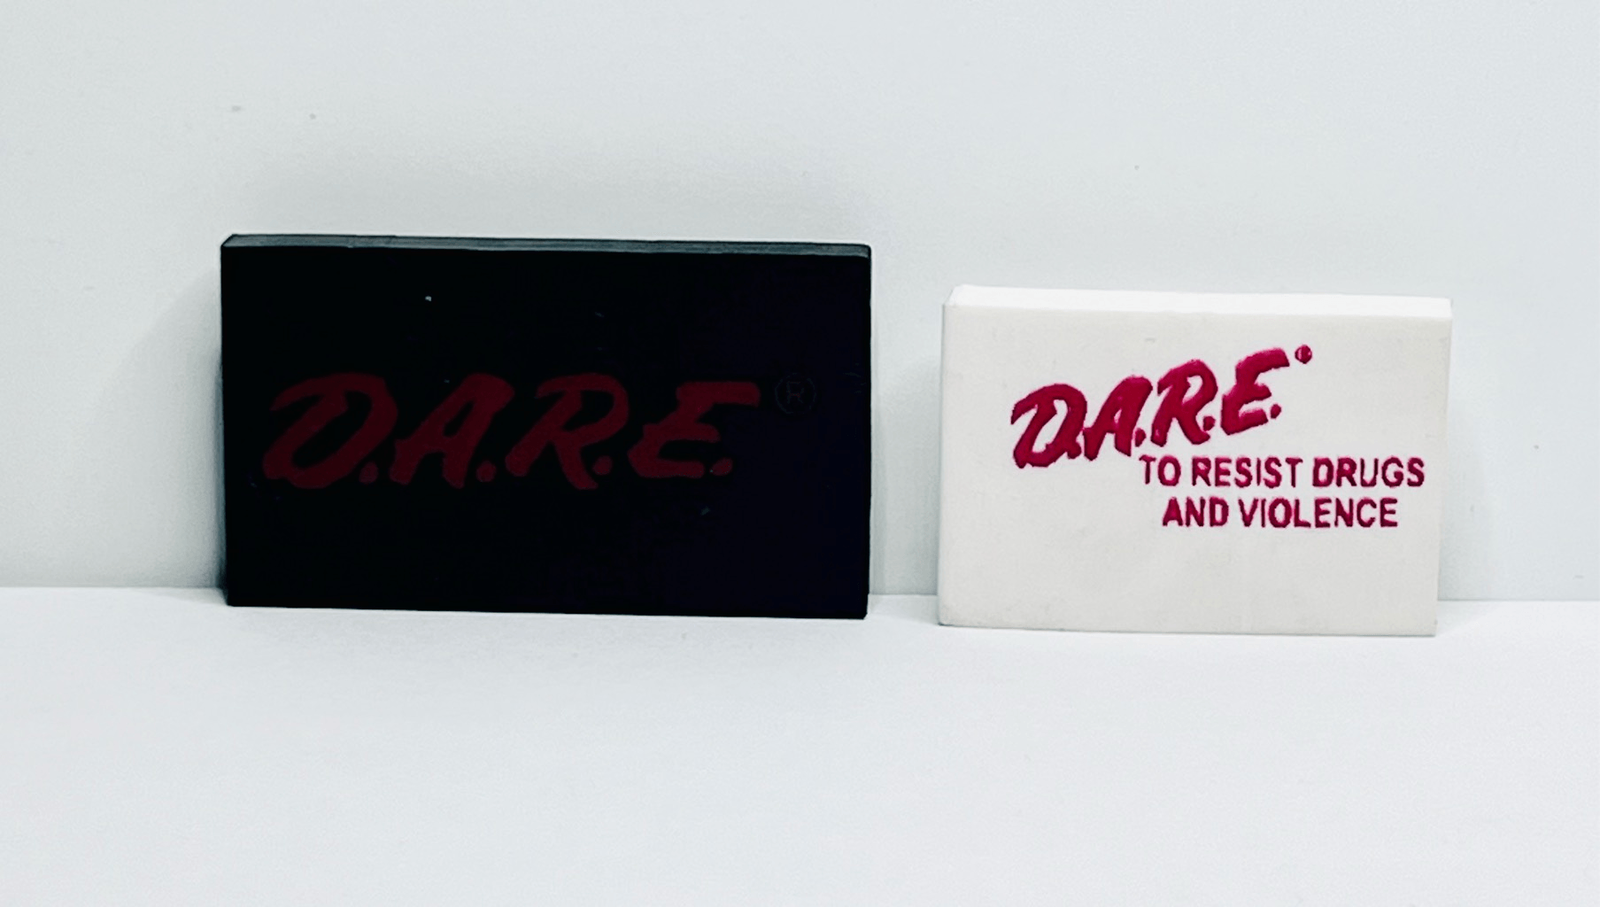 D.A.R.E. ®
D.A.R.E. ®
TO RESIST DRUGS
AND VIOLENCE